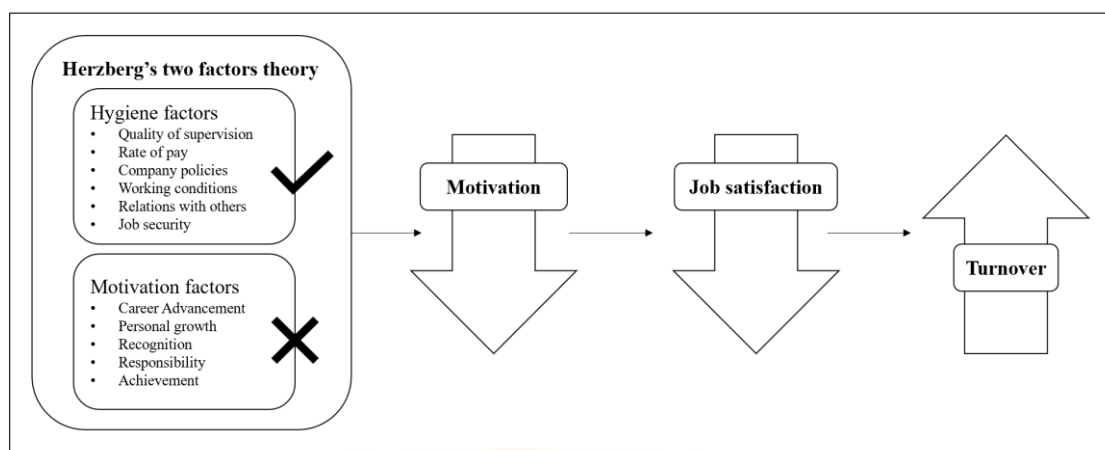 Herzberg's two factors theory
Hygiene factors
• Quality of supervision
• Rate of pay
• Company policies
• Working conditions
• Relations with others
• Job security
Motivation factors
• Career Advancement
• Personal growth
• Recognition
• Responsibility
• Achievement
Motivation
Job satisfaction
Turnover